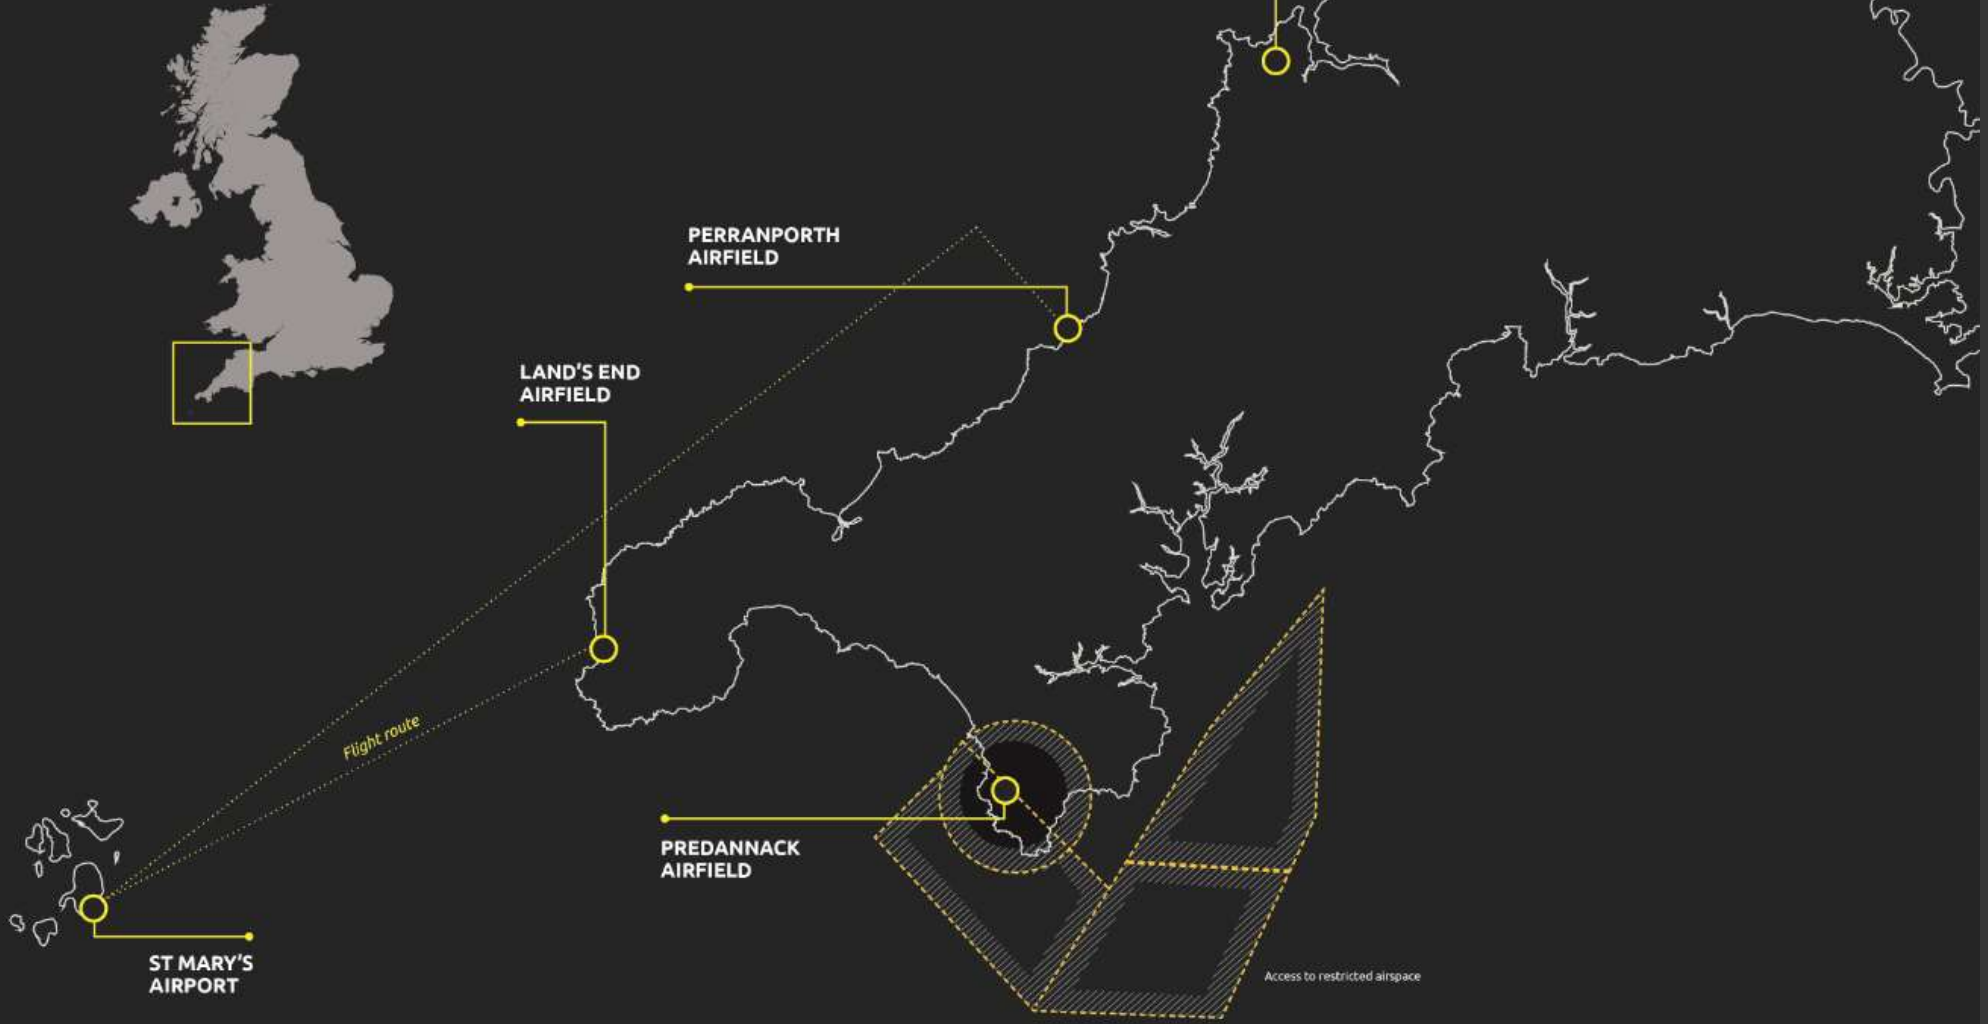 PERRANPORTH
AIRFIELD
LAND'S END
AIRFIELD
Flight route
PREDANNACK
AIRFIELD
ST MARY'S
AIRPORT
Access to restricted airspace